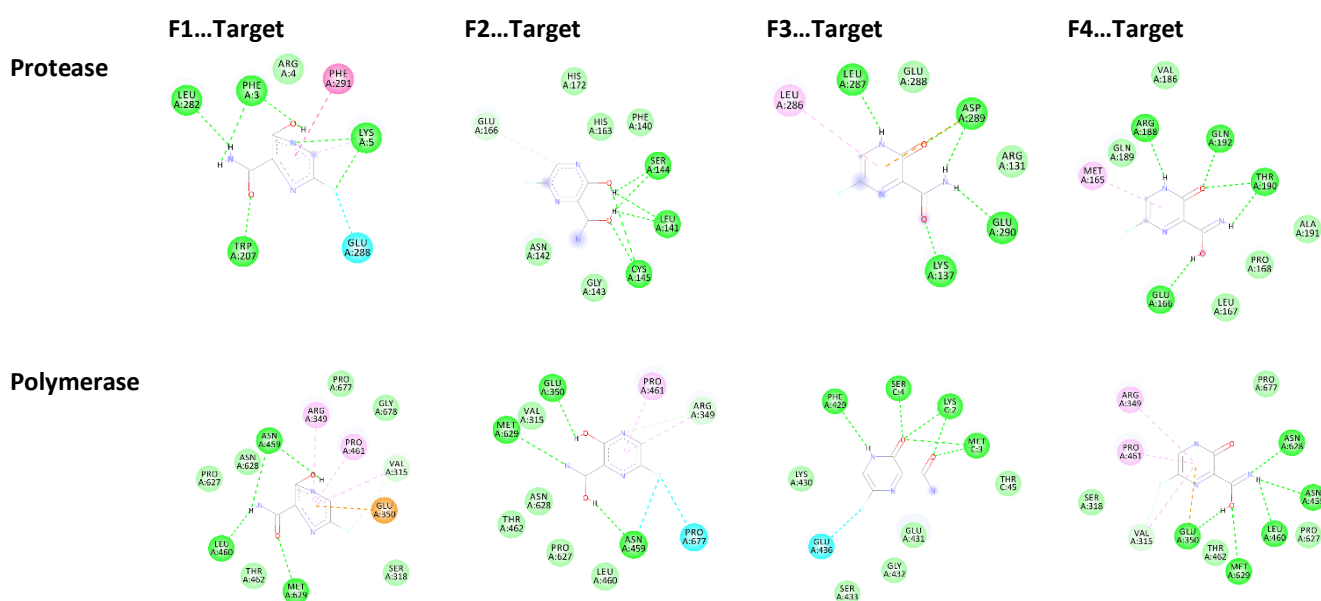 F1...Target F2...Target F3...Target F4...Target
Protease
ARG
A:4
PHE
A:291
LEU
A:282
PHE
A:3
LYS
A:5
H
O
N
H
N
H
O
N
TRP
A:207
GLU
A:288
HIS
A:172
GLU
A:166
HIS
A:163
PHE
A:140
SER
A:144
LEU
A:141
CYS
A:145
GLY
A:143
ASN
A:142
N
N
O
H
H
O
N
LEU
A:287
GLU
A:288
LEU
A:286
ASP
A:289
ARG
A:131
GLU
A:290
LYS
A:137
H
N
O
N
H
N
H
O
VAL
A:186
ARG
A:188
GLN
A:192
GLN
A:189
MET
A:165
THR
A:190
ALA
A:191
PRO
A:168
LEU
A:167
GLU
A:166
H
N
O
N
N
H
H
O
Polymerase
PRO
A:677
ARG
A:349
GLY
A:678
ASN
A:459
PRO
A:461
ASN
A:628
VAL
A:315
PRO
A:627
GLU
A:350
LEU
A:460
THR
A:462
MET
A:629
SER
A:318
H
O
N
N
H
O
N
GLU
A:350
PRO
A:461
VAL
A:315
ARG
A:349
MET
A:629
ASN
A:628
THR
A:462
PRO
A:627
LEU
A:460
ASN
A:459
PRO
A:677
O
H
N
N
N
H
O
SER
C:4
PHE
A:429
LYS
C:2
MET
C:3
LYS
A:430
THR
C:45
GLU
A:431
GLU
A:436
GLY
A:432
SER
A:433
H
N
O
N
O
N
PRO
A:677
ARG
A:349
ASN
A:628
PRO
A:461
SER
A:318
VAL
A:315
GLU
A:350
THR
A:462
MET
A:629
LEU
A:460
PRO
A:627
N
O
N
N
H
H
O